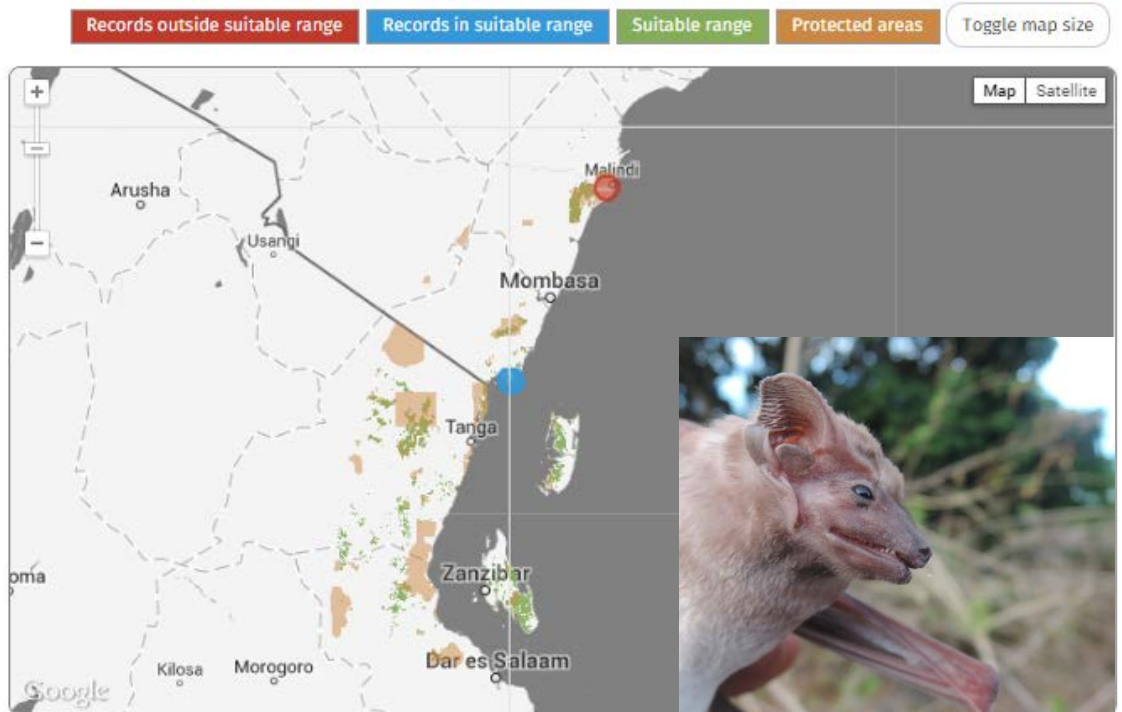 Records outside suitable range
Records in suitable range
Suitable range
Protected areas
Toggle map size
Map
Satellite
Malindi
Arusha
Usangi
Mombasa
Tanga
oma
Zanzibar
Kilosa
Morogoro
Dar es Salaam
Google